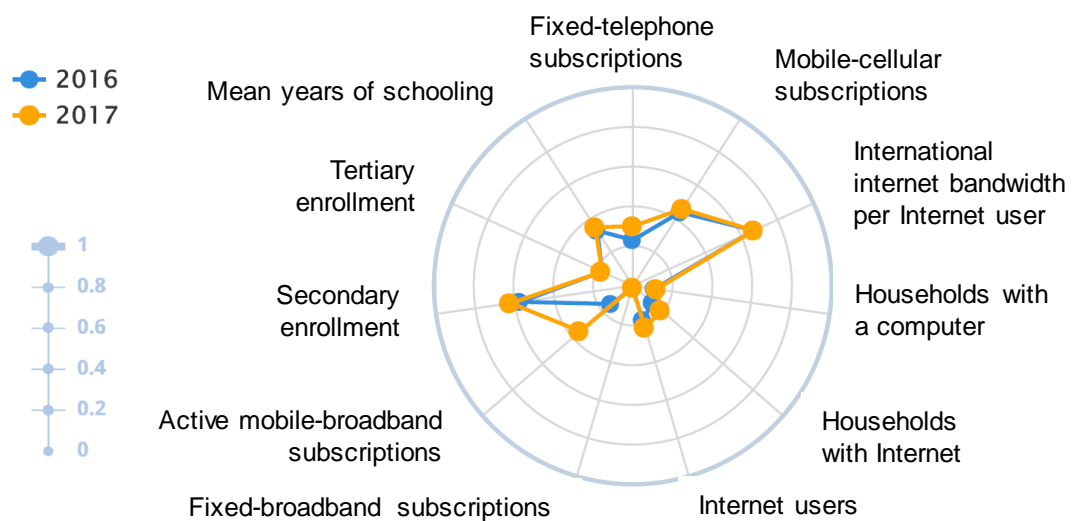 Fixed-telephone
subscriptions
Mobile-cellular
subscriptions
2016
2017
Mean years of schooling
International
internet bandwidth
per Internet user
Tertiary
enrollment
1
0.8
0.6
0.4
0.2
0
Secondary
enrollment
Households with
a computer
Active mobile-broadband
subscriptions
Households
with Internet
Fixed-broadband subscriptions
Internet users